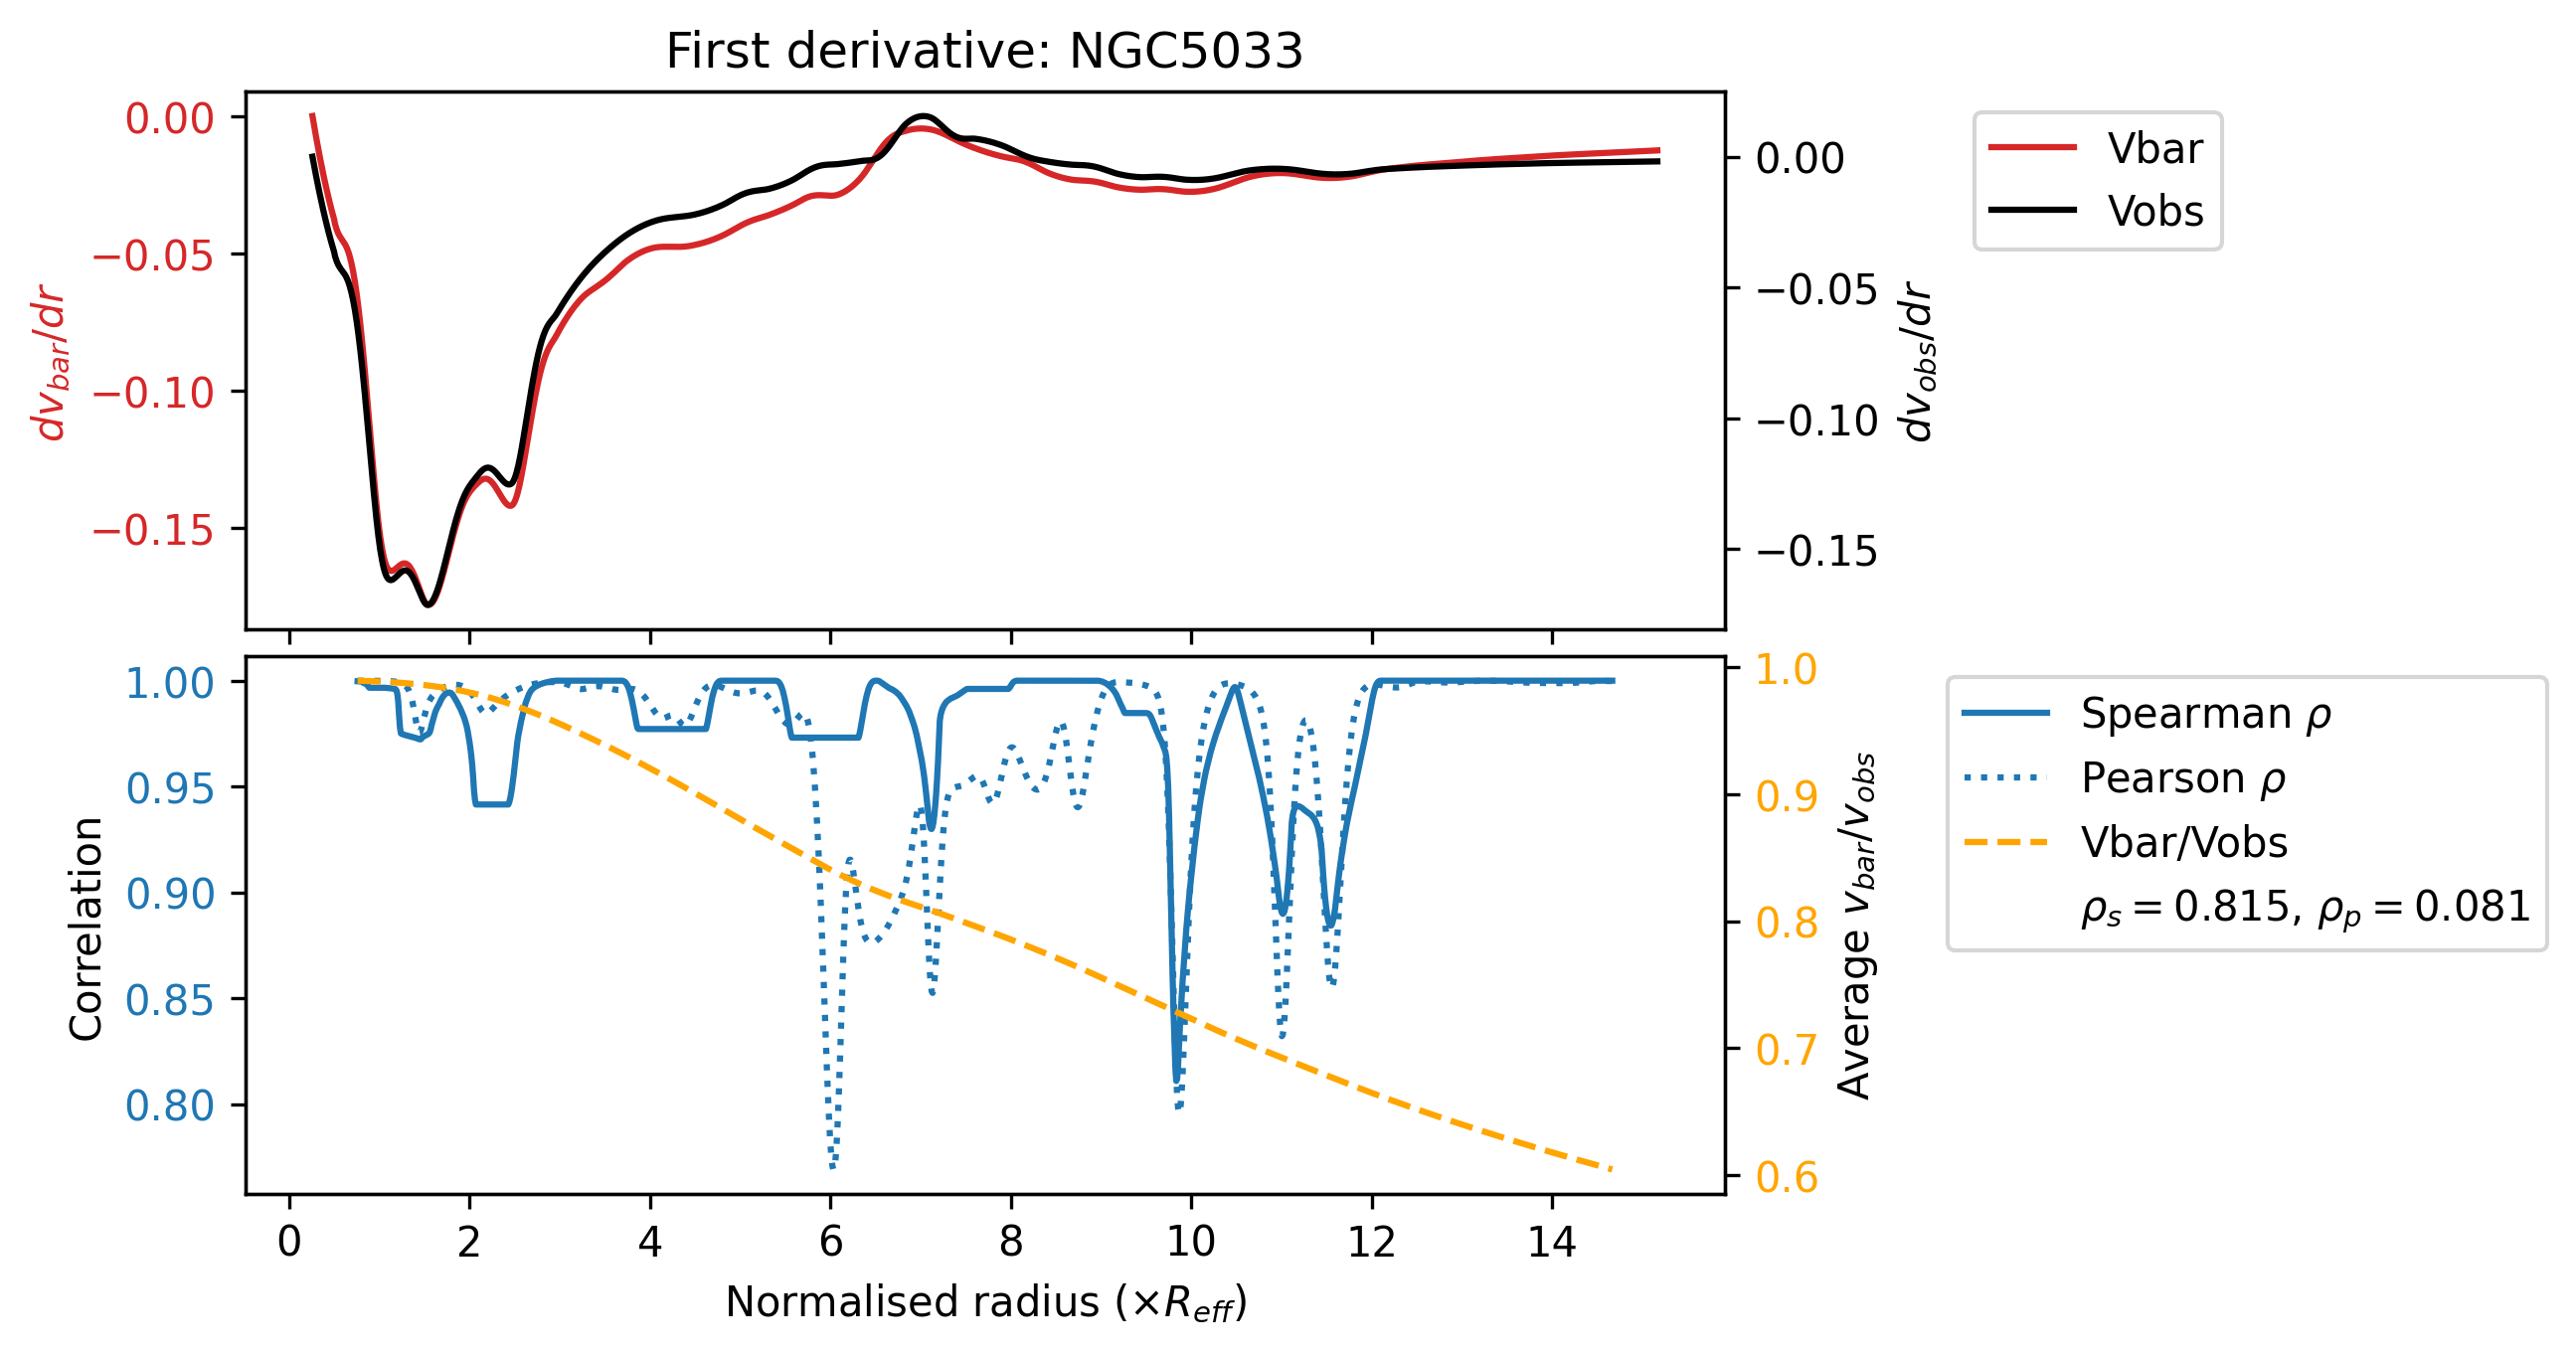 First derivative: NGC5033
0.00
−0.05
−0.10
−0.15
dv_bar/dr
0.00
−0.05
−0.10
−0.15
dv_obs/dr
Vbar
Vobs
1.00
0.95
0.90
0.85
0.80
Correlation
1.0
0.9
0.8
0.7
0.6
Average v_bar/v_obs
Spearman ρ
Pearson ρ
Vbar/Vobs
ρ_s = 0.815, ρ_p = 0.081
0 2 4 6 8 10 12 14
Normalised radius (×R_eff)